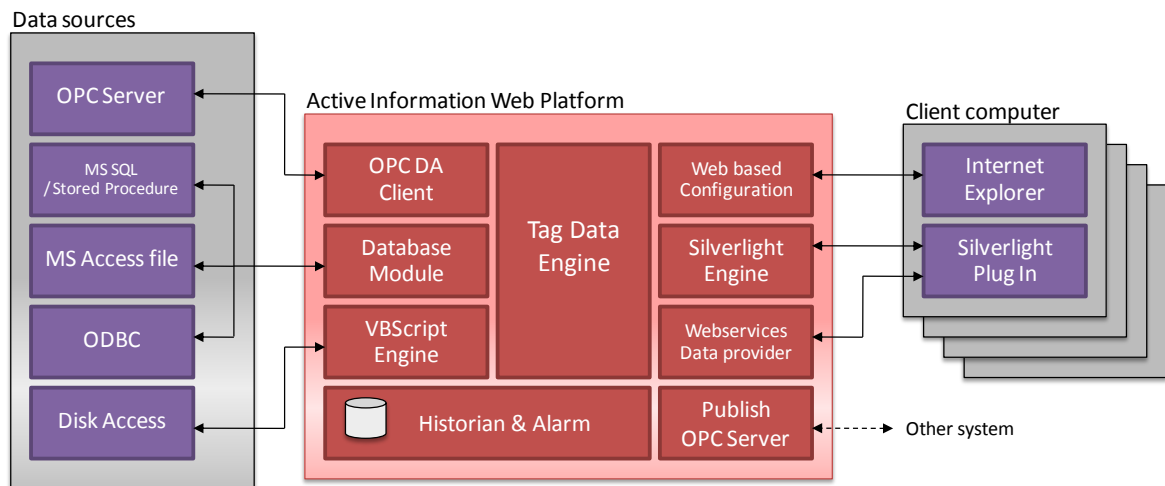 Data sources
OPC Server
MS SQL
/Stored Procedure
MS Access file
ODBC
Disk Access
Active Information Web Platform
OPC DA
Client
Database
Module
VBScript
Engine
Tag Data
Engine
Web based
Configuration
Silverlight
Engine
Webservices
Data provider
Historian & Alarm
Publish
OPC Server
Client computer
Internet
Explorer
Silverlight
Plug In
Other system